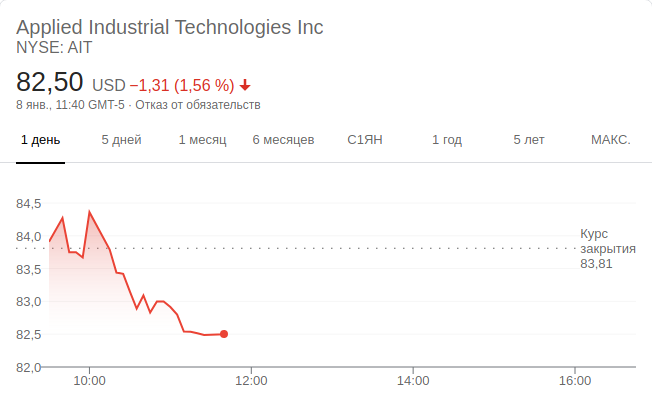 Applied Industrial Technologies Inc
NYSE: AIT
82,50 USD −1,31 (1,56 %)
8 янв., 11:40 GMT-5 · Отказ от обязательств
1 день 5 дней 1 месяц 6 месяцев С1ЯН 1 год 5 лет МАКС.
84,5
84,0
83,5
83,0
82,5
82,0
Курс
закрытия
83,81
10:00 12:00 14:00 16:00